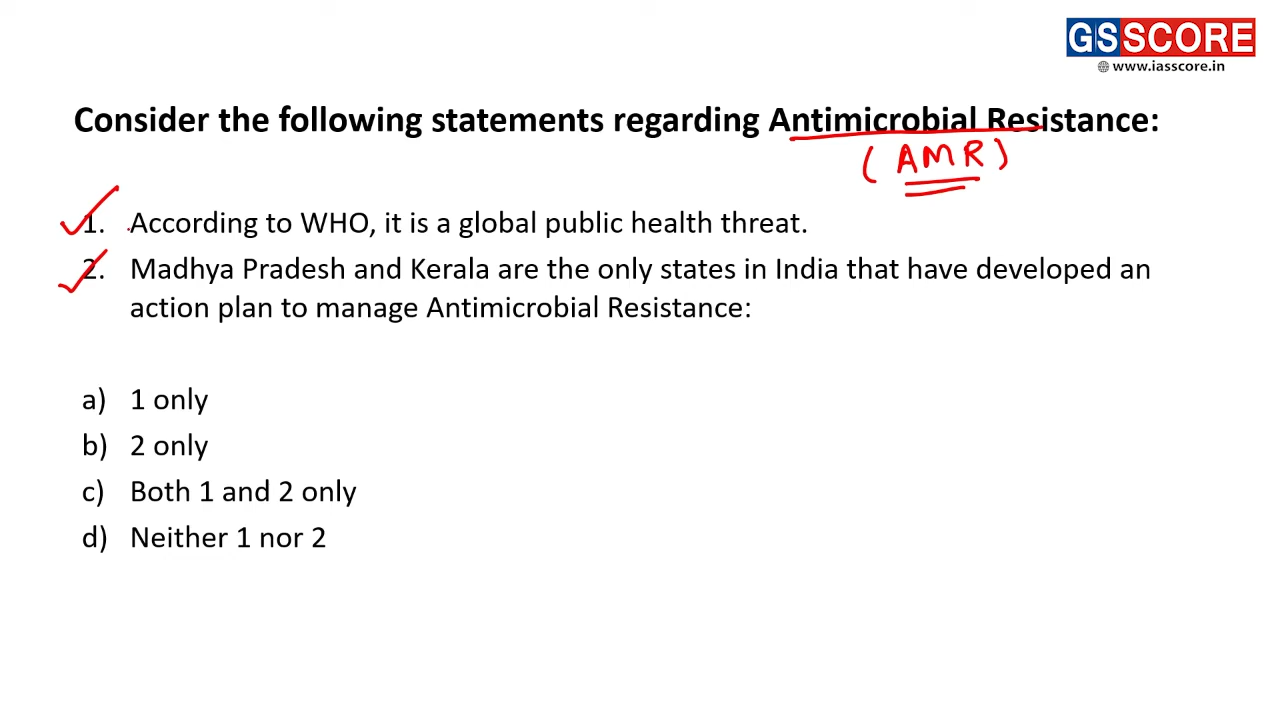 GSSCORE
www.iasscore.in
Consider the following statements regarding Antimicrobial Resistance:
(AMR)
1. According to WHO, it is a global public health threat.
2. Madhya Pradesh and Kerala are the only states in India that have developed an
action plan to manage Antimicrobial Resistance:
a) 1 only
b) 2 only
c) Both 1 and 2 only
d) Neither 1 nor 2